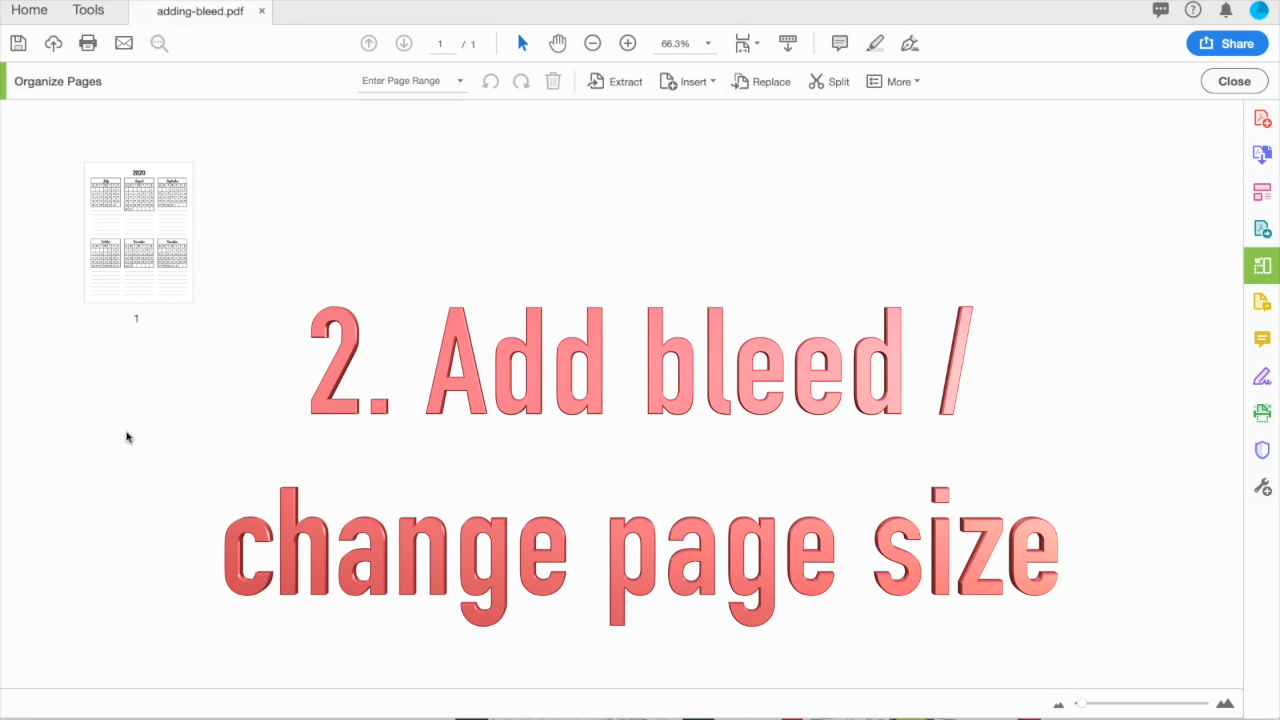 Home Tools adding-bleed.pdf ×
1 / 1 66.3% Share
Organize Pages Enter Page Range Extract Insert Replace Split More Close
2020
1
2. Add bleed /
change page size